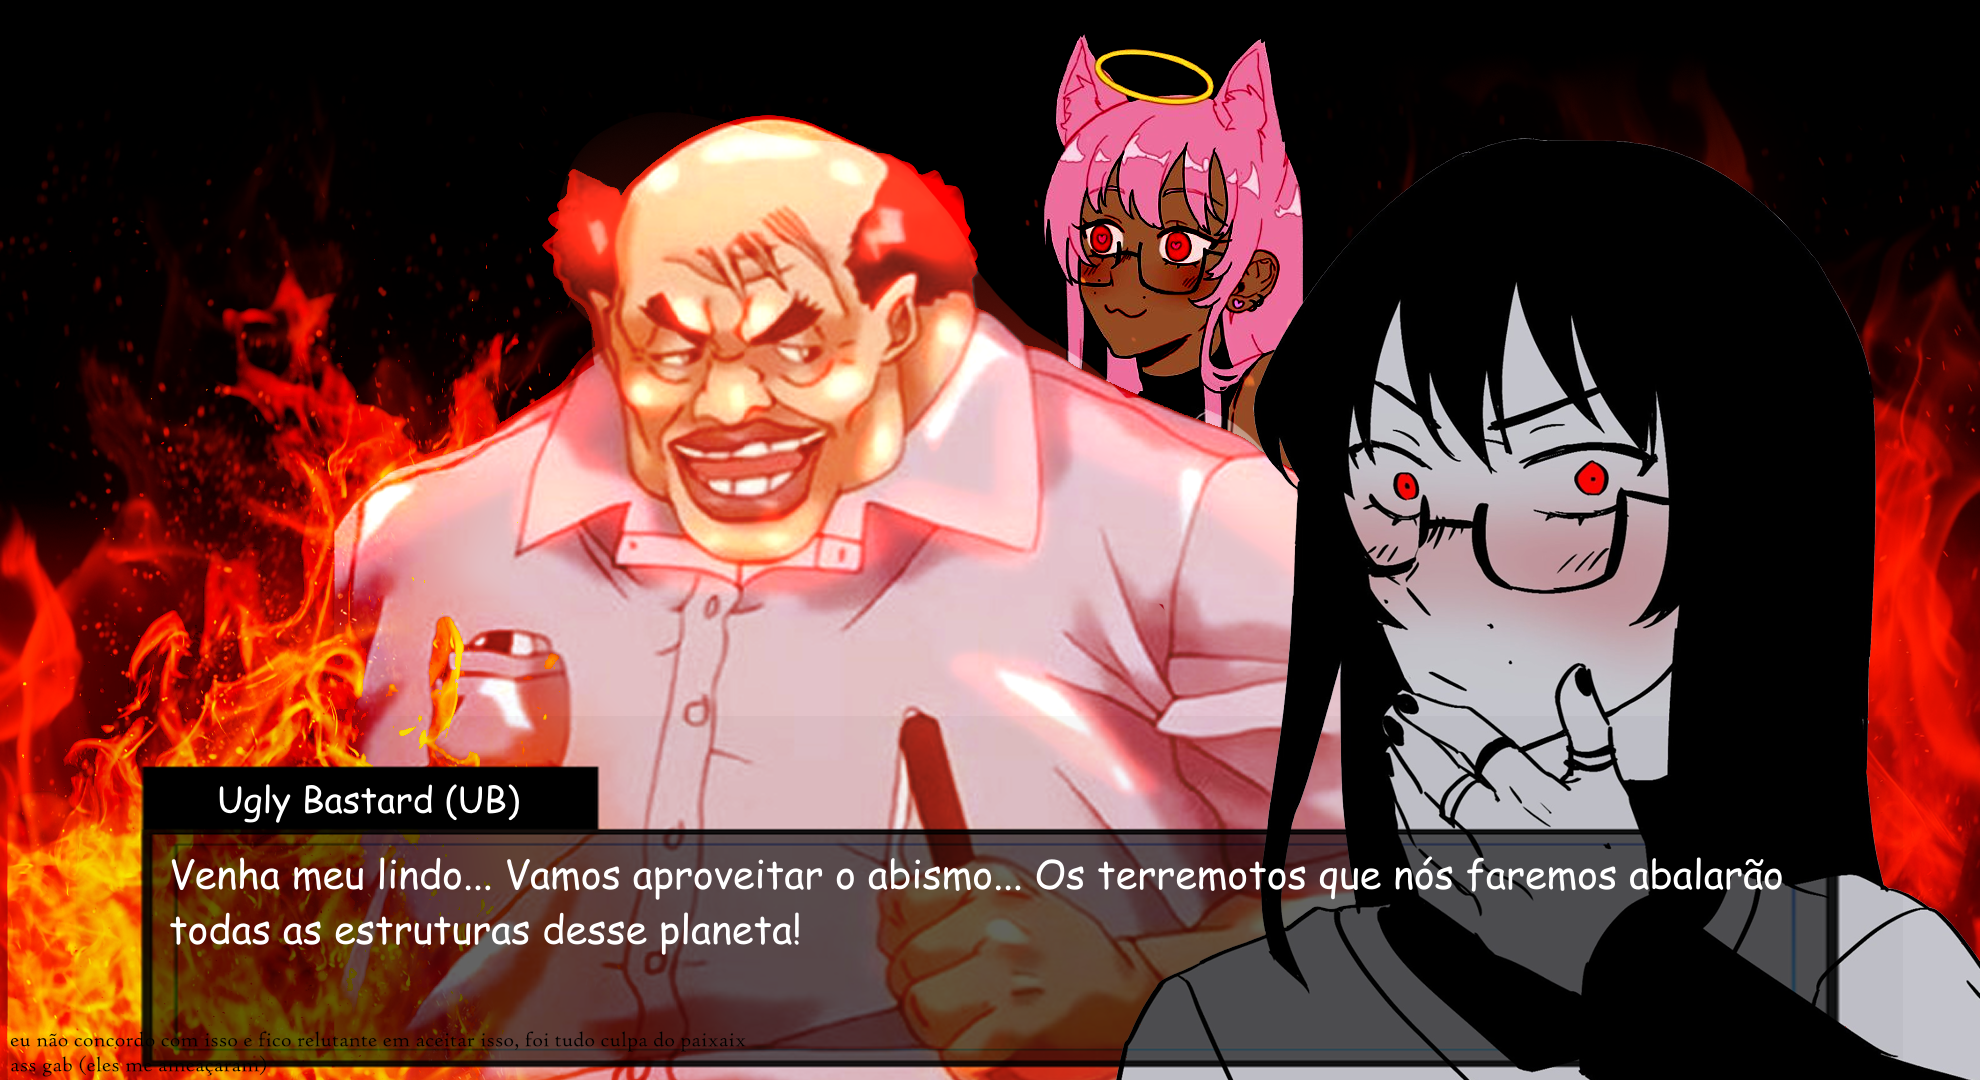 Ugly Bastard (UB)
Venha meu lindo... Vamos aproveitar o abismo... Os terremotos que nós faremos abalarão
todas as estruturas desse planeta!
eu não concordo com isso e fico relutante em aceitar isso, foi tudo culpa do paixaix
ass gab (eles me ameaçaram)